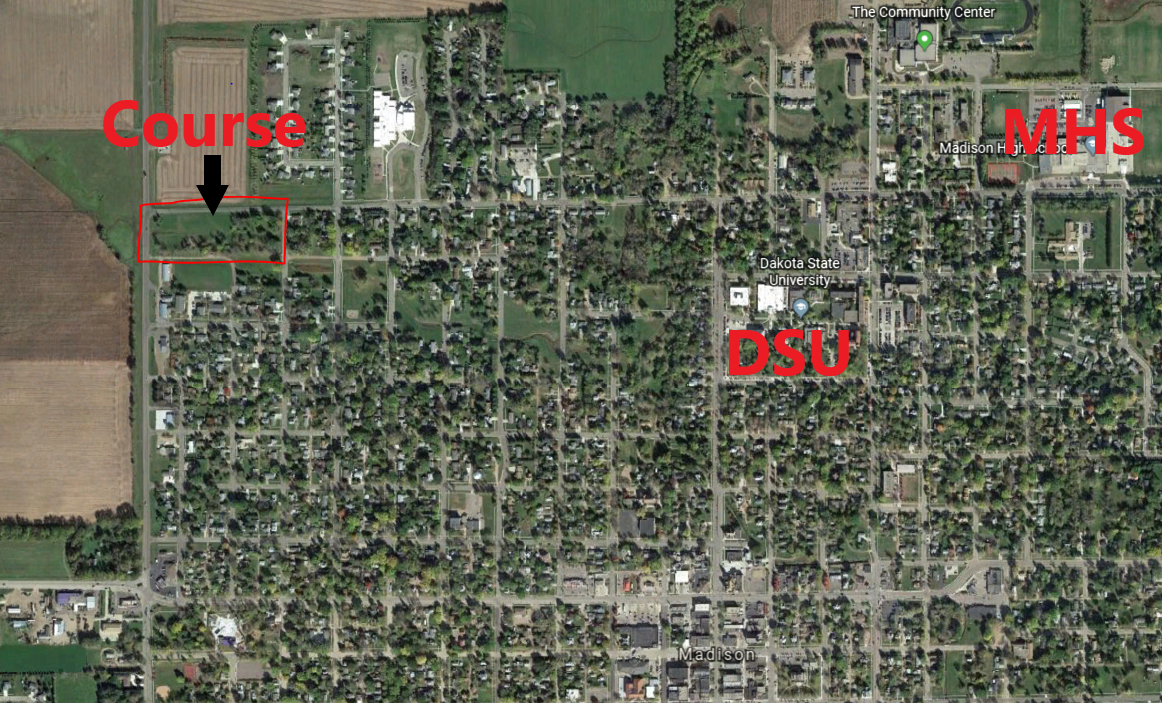 The Community Center
Course
MHS
Madison High School
Dakota State
University
DSU
Madison